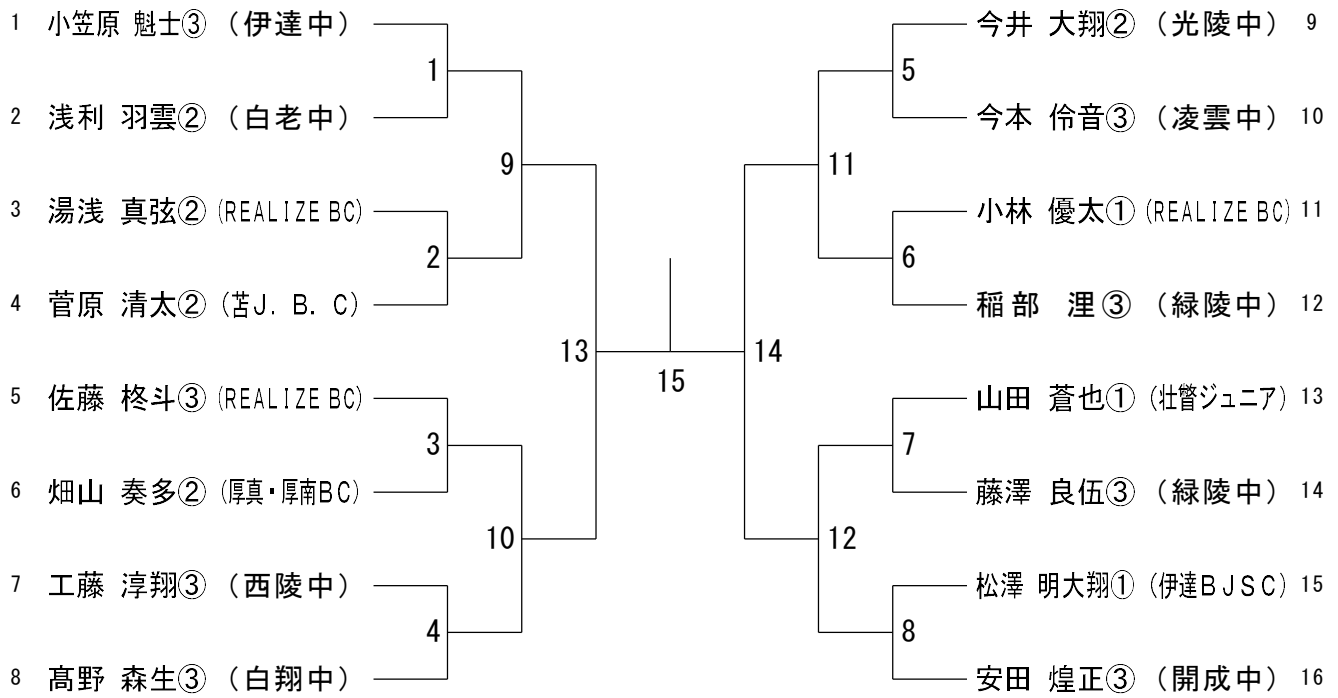 1 小笠原 魁士③ (伊達中)
1
2 浅利 羽雲② (白老中)
9
3 湯浅 真弦② (REALIZE BC)
2
4 菅原 清太② (苫J. B. C)
13
5 佐藤 柊斗③ (REALIZE BC)
3
6 畑山 奏多② (厚真・厚南BC)
10
7 工藤 淳翔③ (西陵中)
4
8 髙野 森生③ (白翔中)
15
今井 大翔② (光陵中) 9
5
今本 伶音③ (凌雲中) 10
11
小林 優太① (REALIZE BC) 11
6
稲部 浬③ (緑陵中) 12
14
山田 蒼也① (壮瞥ジュニア) 13
7
藤澤 良伍③ (緑陵中) 14
12
松澤 明大翔① (伊達BJSC) 15
8
安田 煌正③ (開成中) 16